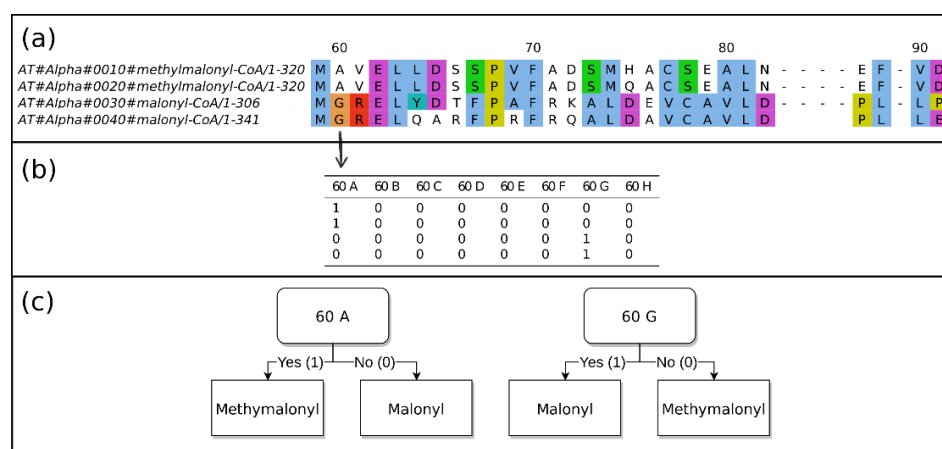 (a)
60 70 80 90
AT#Alpha#0010#methylmalonyl-CoA/1-320 M A V E L L D S S P V F A D S M H A C S E A L N - - - - E F - V D
AT#Alpha#0020#methylmalonyl-CoA/1-320 M A V E L L D S S P V F A D S M Q A C S E A L N - - - - E F - V D
AT#Alpha#0030#malonyl-CoA/1-306 M G R E L Y D T F P A F R K A L D E V C A V L D - - - - P L - L P
AT#Alpha#0040#malonyl-CoA/1-341 M G R E L Q A R F P R F R Q A L D A V C A V L D - - - - P L - L E
(b)
60 A 60 B 60 C 60 D 60 E 60 F 60 G 60 H
1 0 0 0 0 0 0 0
1 0 0 0 0 0 0 0
0 0 0 0 0 0 1 0
0 0 0 0 0 0 1 0
(c)
60 A 60 G
Yes (1) No (0) Yes (1) No (0)
Methymalonyl Malonyl Malonyl Methymalonyl